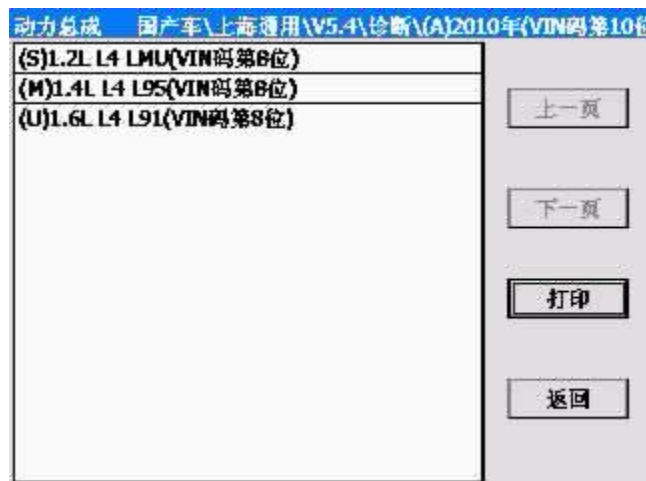 动力总成 国产车\上海通用\V5.4\诊断\(A)2010年(VIN码第10位
(S)1.2L L4 LMU(VIN码第8位)
(M)1.4L L4 L95(VIN码第8位)
(U)1.6L L4 L91(VIN码第8位)
上一页
下一页
打印
返回